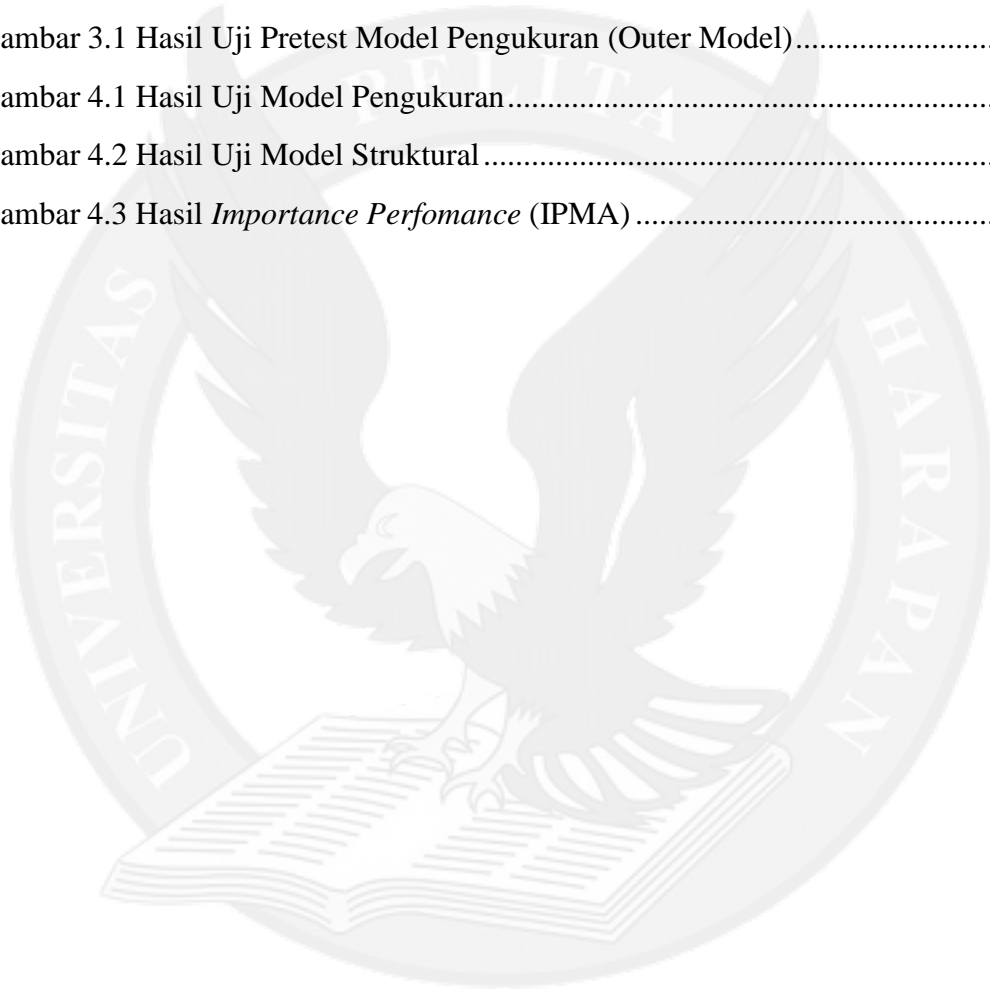 ambar 3.1 Hasil Uji Pretest Model Pengukuran (Outer Model)........................
ambar 4.1 Hasil Uji Model Pengukuran............................................................
ambar 4.2 Hasil Uji Model Struktural...............................................................
ambar 4.3 Hasil Importance Perfomance (IPMA)............................................
UNIVERSITAS PELITA HARAPAN